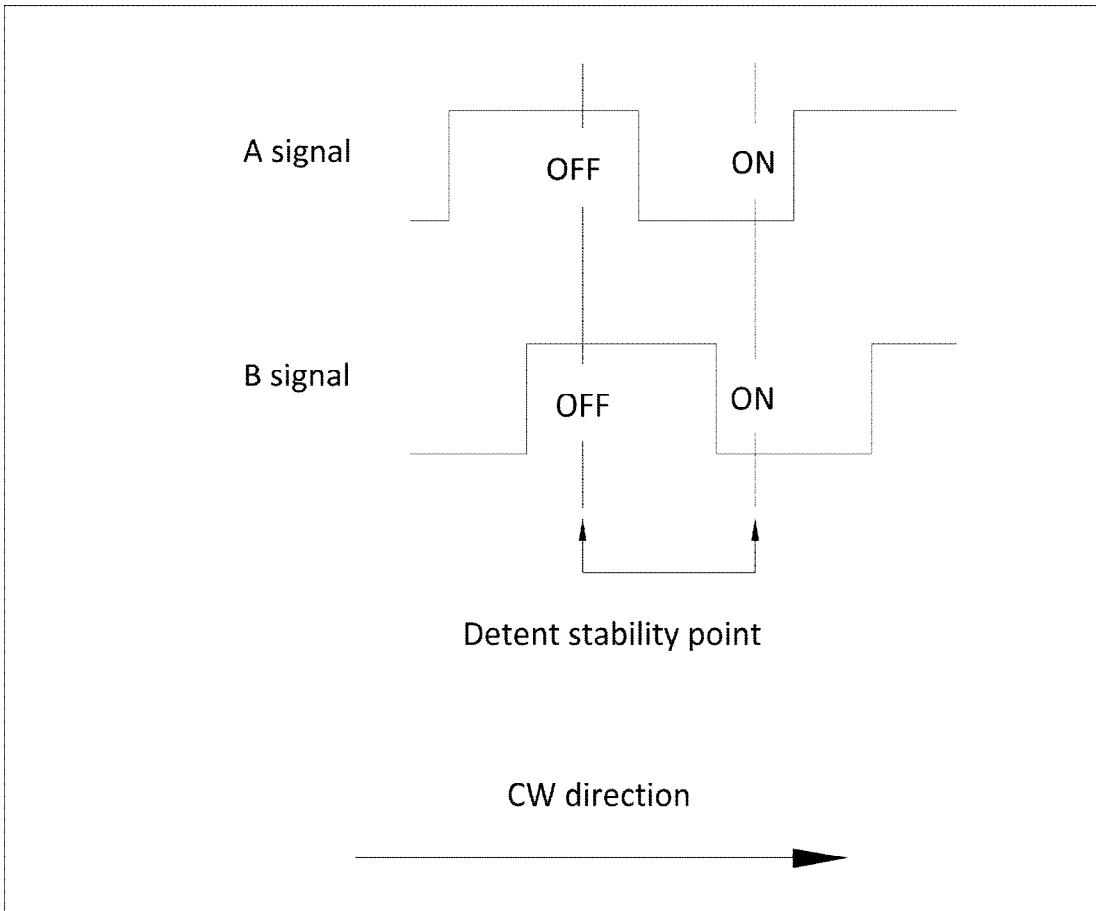 A signal
OFF
ON
B signal
OFF
ON
Detent stability point
CW direction